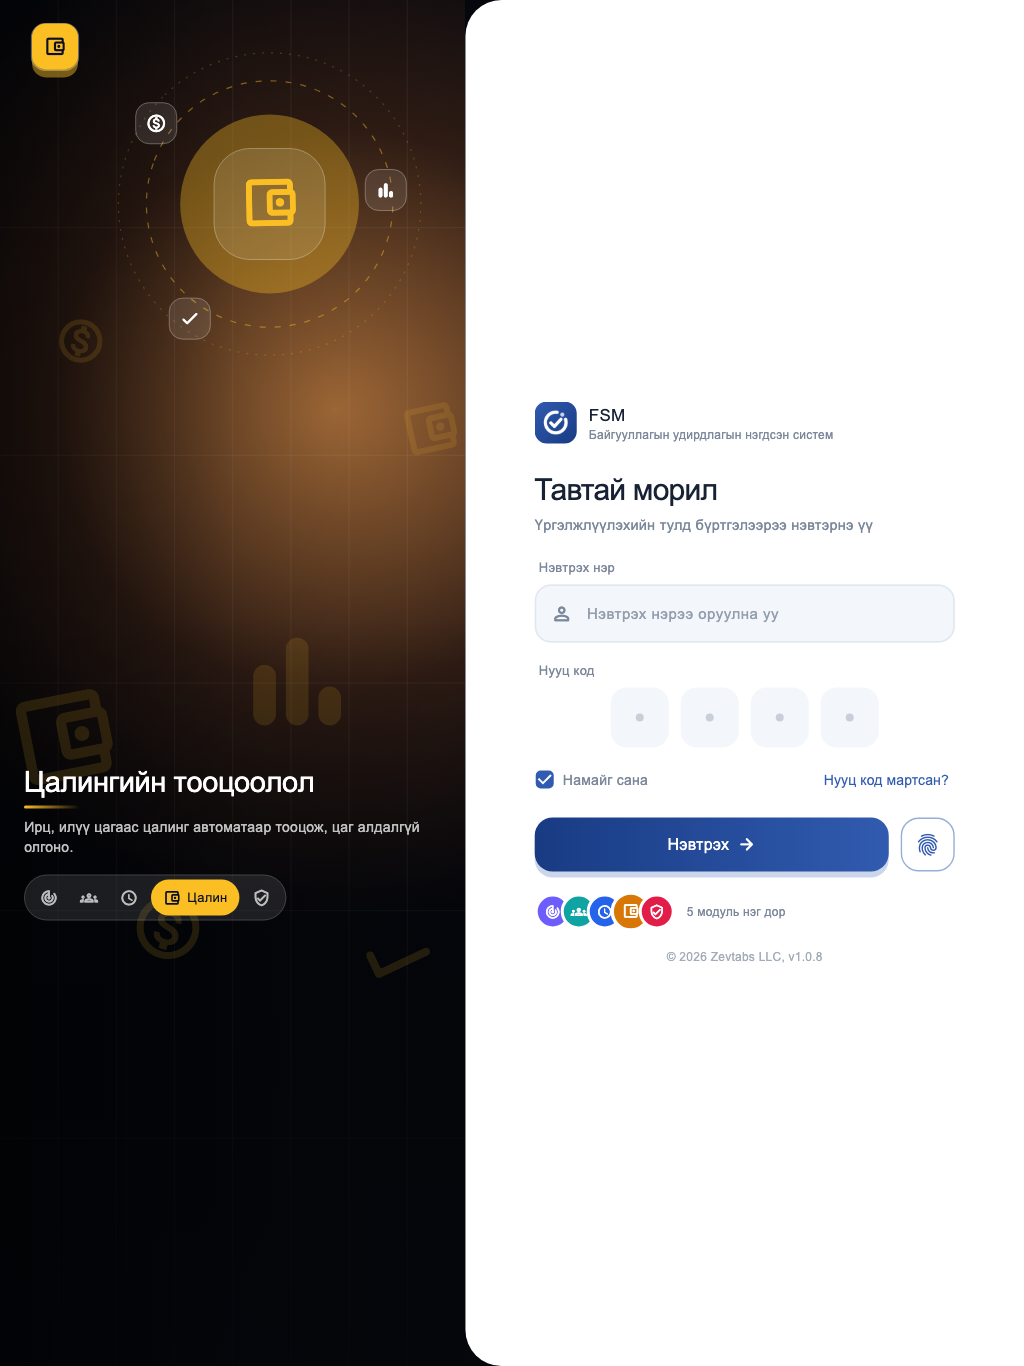 Цалингийн тооцоолол
Ирц, илүү цагаас цалинг автоматаар тооцож, цаг алдалгүй
олгоно.
Цалин
FSM
Байгууллагын удирдлагын нэгдсэн систем
Тавтай морил
Үргэлжлүүлэхийн тулд бүртгэлээрээ нэвтэрнэ үү
Нэвтрэх нэр
Нэвтрэх нэрээ оруулна уу
Нууц код
Намайг сана
Нууц код мартсан?
Нэвтрэх
5 модуль нэг дор
© 2026 Zevtabs LLC, v1.0.8